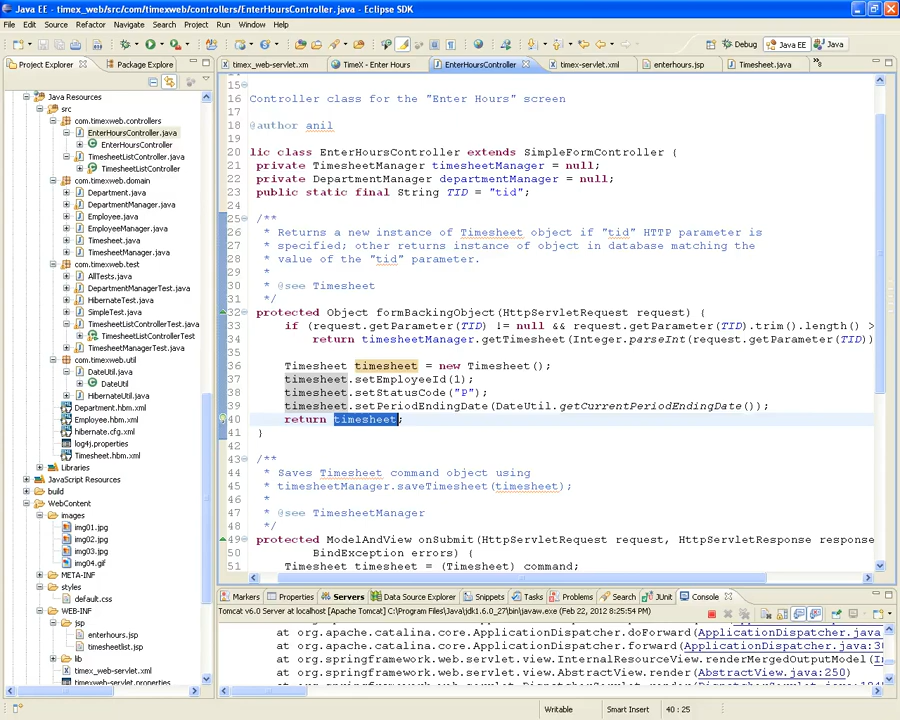 Java EE - timex_web/src/com/timexweb/controllers/EnterHoursController.java - Eclipse SDK
File Edit Source Refactor Navigate Search Project Run Window Help
Debug Java EE Java
Project Explorer Package Explore
timex_web-servlet.xm TimeX - Enter Hours EnterHoursController timex-servlet.xml enterhours.jsp Timesheet.java
Java Resources
src
com.timexweb.controllers
EnterHoursController.java
EnterHoursController
TimesheetListController.java
TimesheetListController
com.timexweb.domain
Department.java
DepartmentManager.java
Employee.java
EmployeeManager.java
Timesheet.java
TimesheetManager.java
com.timexweb.test
AllTests.java
DepartmentManagerTest.java
HibernateTest.java
SimpleTest.java
TimesheetListControllerTest.java
TimesheetListControllerTest
TimesheetManagerTest.java
com.timexweb.util
DateUtil.java
DateUtil
HibernateUtil.java
Department.hbm.xml
Employee.hbm.xml
hibernate.cfg.xml
log4j.properties
Timesheet.hbm.xml
Libraries
JavaScript Resources
build
WebContent
images
img01.jpg
img02.jpg
img03.jpg
img04.gif
META-INF
styles
default.css
WEB-INF
jsp
enterhours.jsp
timesheetlist.jsp
lib
timex_web-servlet.xml
timexweb-servlet.properties
15
16 Controller class for the "Enter Hours" screen
17
18 @author anil
19
20 lic class EnterHoursController extends SimpleFormController {
21 private TimesheetManager timesheetManager = null;
22 private DepartmentManager departmentManager = null;
23 public static final String TID = "tid";
24
25 /**
26 * Returns a new instance of Timesheet object if "tid" HTTP parameter is
27 * specified; other returns instance of object in database matching the
28 * value of the "tid" parameter.
29 *
30 * @see Timesheet
31 */
32 protected Object formBackingObject(HttpServletRequest request) {
33 if (request.getParameter(TID) != null && request.getParameter(TID).trim().length() >
34 return timesheetManager.getTimesheet(Integer.parseInt(request.getParameter(TID))
35
36 Timesheet timesheet = new Timesheet();
37 timesheet.setEmployeeId(1);
38 timesheet.setStatusCode("P");
39 timesheet.setPeriodEndingDate(DateUtil.getCurrentPeriodEndingDate());
40 return timesheet;
41 }
42
43 /**
44 * Saves Timesheet command object using
45 * timesheetManager.saveTimesheet(timesheet);
46 *
47 * @see TimesheetManager
48 */
49 protected ModelAndView onSubmit(HttpServletRequest request, HttpServletResponse response
50 BindException errors) {
51 Timesheet timesheet = (Timesheet) command;
Markers Properties Servers Data Source Explorer Snippets Tasks Problems Search JUnit Console
Tomcat v6.0 Server at localhost [Apache Tomcat] C:\Program Files\Java\jdk1.6.0_27\bin\javaw.exe (Feb 22, 2012 8:25:54 PM)
at org.apache.catalina.core.ApplicationDispatcher.doForward(ApplicationDispatcher.java
at org.apache.catalina.core.ApplicationDispatcher.forward(ApplicationDispatcher.java:30
at org.springframework.web.servlet.view.InternalResourceView.renderMergedOutputModel(I
at org.springframework.web.servlet.view.AbstractView.render(AbstractView.java:250)
Writable Smart Insert 40 : 25